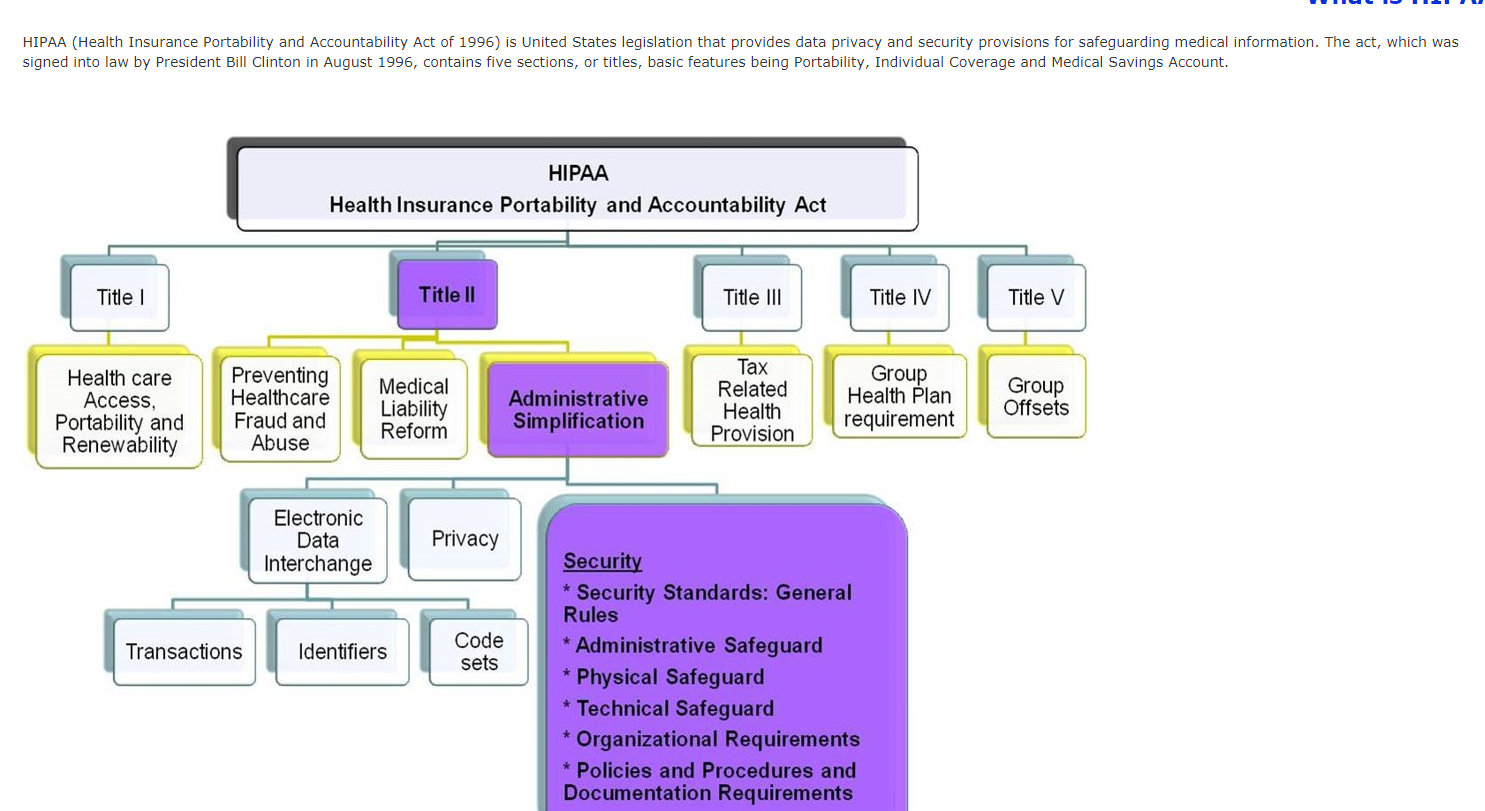 HIPAA (Health Insurance Portability and Accountability Act of 1996) is United States legislation that provides data privacy and security provisions for safeguarding medical information. The act, which was
signed into law by President Bill Clinton in August 1996, contains five sections, or titles, basic features being Portability, Individual Coverage and Medical Savings Account.
HIPAA
Health Insurance Portability and Accountability Act
Title I
Title II
Title III
Title IV
Title V
Health care
Access,
Portability and
Renewability
Preventing
Healthcare
Fraud and
Abuse
Medical
Liability
Reform
Administrative
Simplification
Tax
Related
Health
Provision
Group
Health Plan
requirement
Group
Offsets
Electronic
Data
Interchange
Privacy
Security
* Security Standards: General
Rules
* Administrative Safeguard
* Physical Safeguard
* Technical Safeguard
* Organizational Requirements
* Policies and Procedures and
Documentation Requirements
Transactions
Identifiers
Code
sets